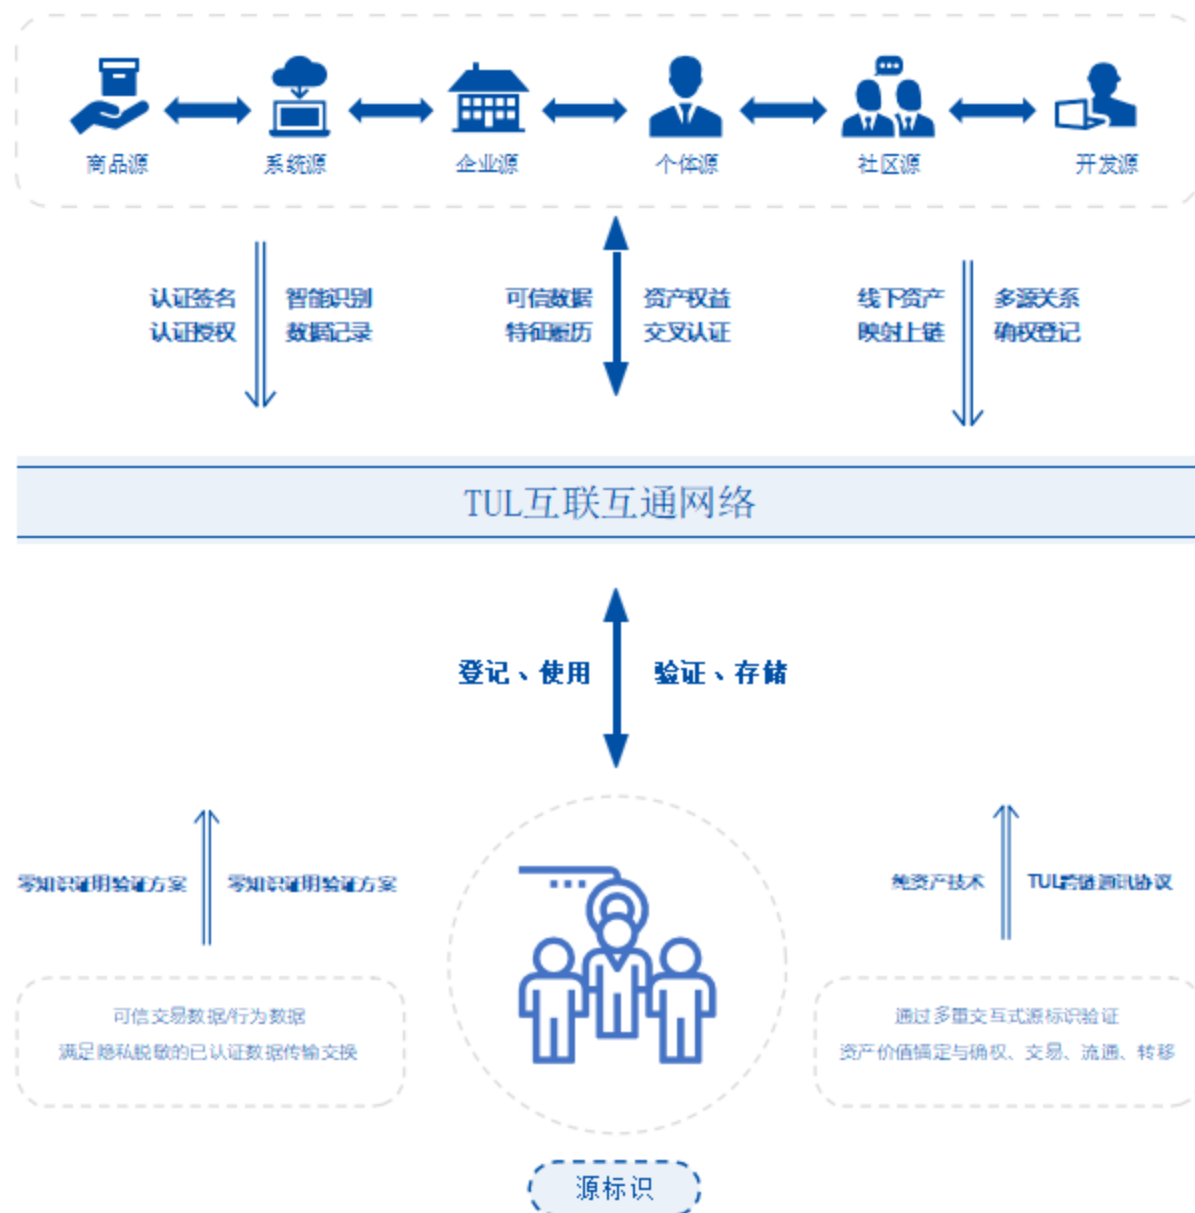 商品源 系统源 企业源 个体源 社区源 开发源
认证签名 智能识别 可信数据 资产权益 线下资产 多源关系
认证授权 数据记录 特征履历 交叉认证 映射上链 确权登记
TUL互联互通网络
登记、使用 验证、存储
零知识证明验证方案 零知识证明验证方案 纯资产技术 TUL跨链通讯协议
可信交易数据/行为数据
满足隐私脱敏的已认证数据传输交换
通过多重交互式源标识验证
资产价值锚定与确权、交易、流通、转移
源标识